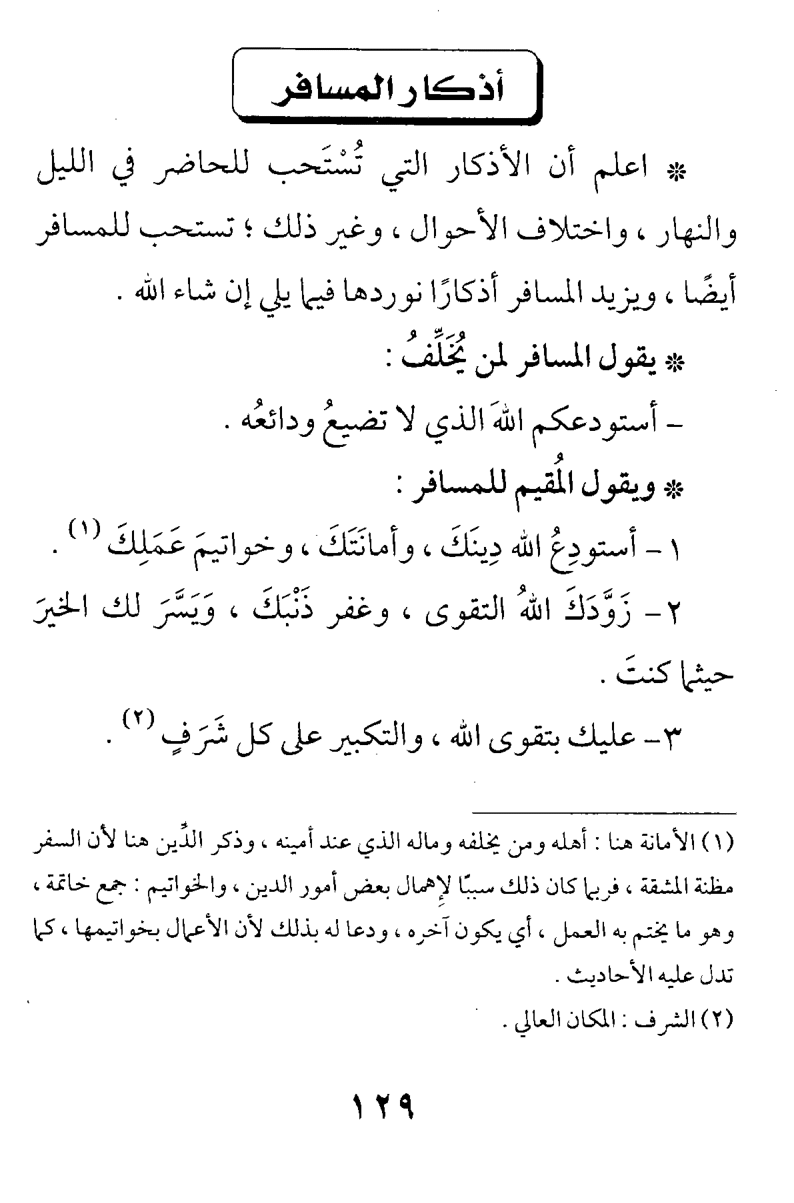 أذكار المسافر
* اعلم أن الأذكار التي تُسْتَحب للحاضر في الليل
والنهار ، واختلاف الأحوال ، وغير ذلك ؛ تستحب للمسافر
أيضًا ، ويزيد المسافر أذكارًا نوردها فيما يلي إن شاء الله .
* يقول المسافر لمن يُخَلِّفُ :
– أستودعكم اللهَ الذي لا تضيعُ ودائعُه .
* ويقول المُقيم للمسافر :
١– أستودِعُ الله دِينَكَ ، وأمانَتَكَ ، وخواتيمَ عَمَلِكَ (١) .
٢– زَوَّدَكَ اللهُ التقوى ، وغفر ذَنْبَكَ ، وَيَسَّرَ لك الخيرَ
حيثما كنتَ .
٣– عليك بتقوى الله ، والتكبير على كل شَرَفٍ (٢) .
(١) الأمانة هنا : أهله ومن يخلفه وماله الذي عند أمينه ، وذكر الدِّين هنا لأن السفر
مظنة المشقة ، فربما كان ذلك سببًا لإِهمال بعض أمور الدين ، والخواتيم : جمع خاتمة ،
وهو ما يختم به العمل ، أي يكون آخره ، ودعا له بذلك لأن الأعمال بخواتيمها ، كما
تدل عليه الأحاديث .
(٢) الشرف : المكان العالي .
١٢٩